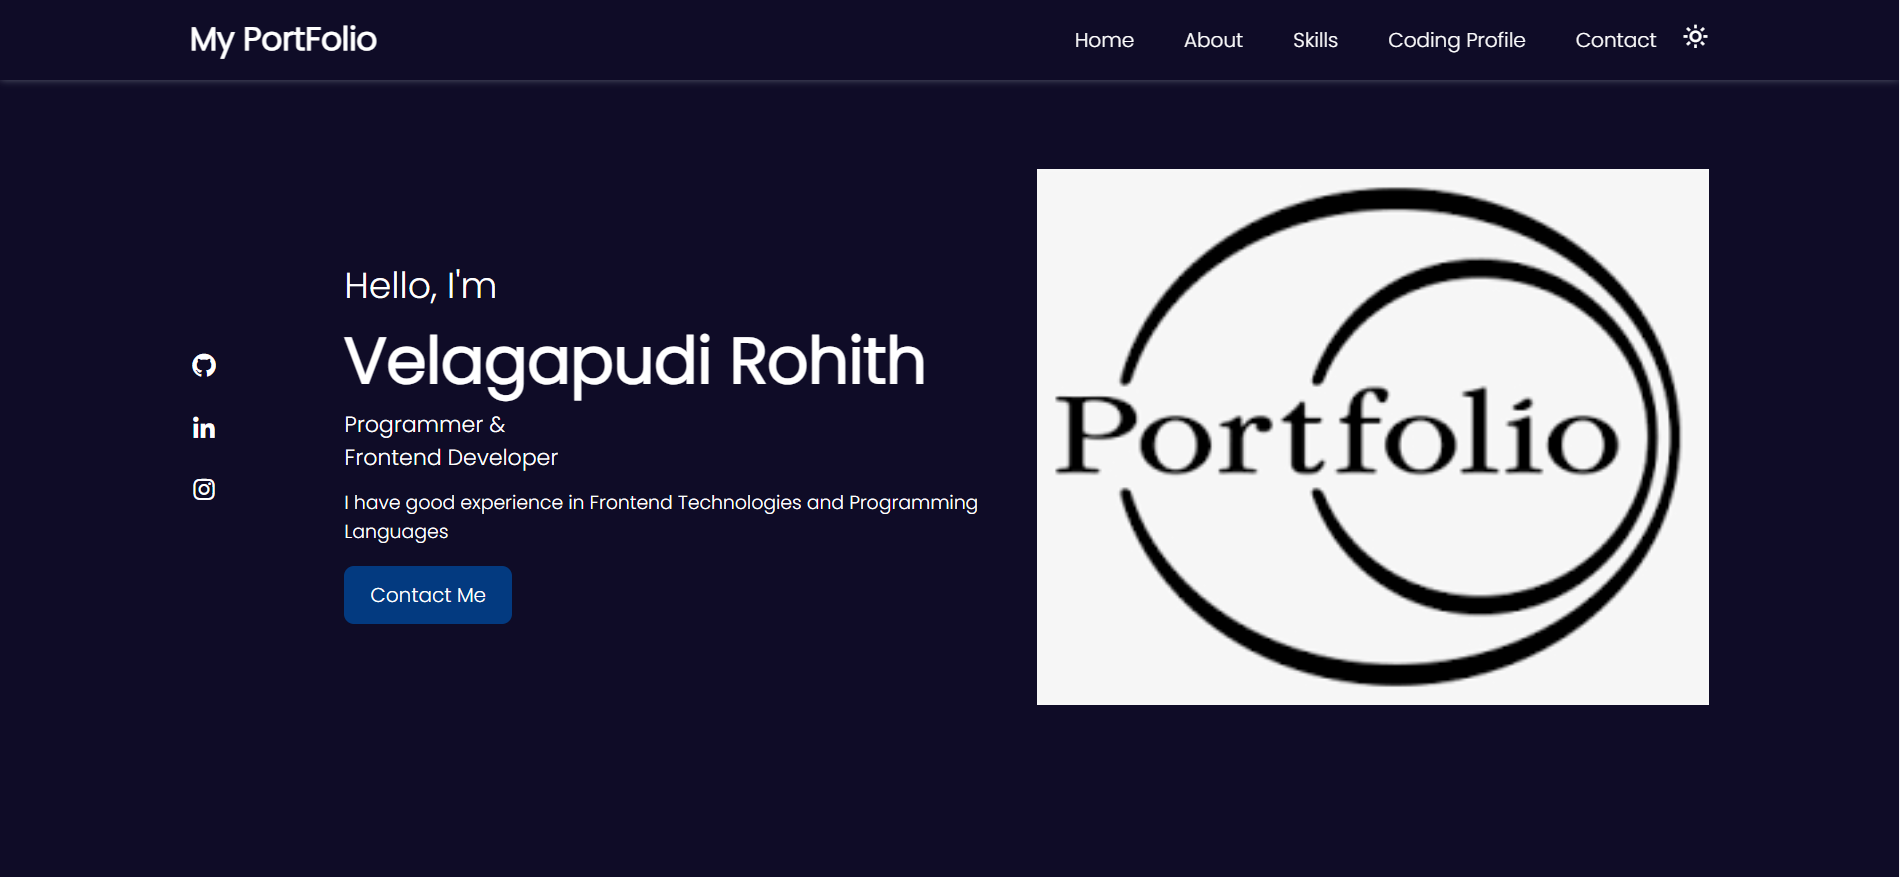 My PortFolio
Home
About
Skills
Coding Profile
Contact
Hello, I'm
Velagapudi Rohith
Programmer &
Frontend Developer
I have good experience in Frontend Technologies and Programming
Languages
Contact Me
Portfolio